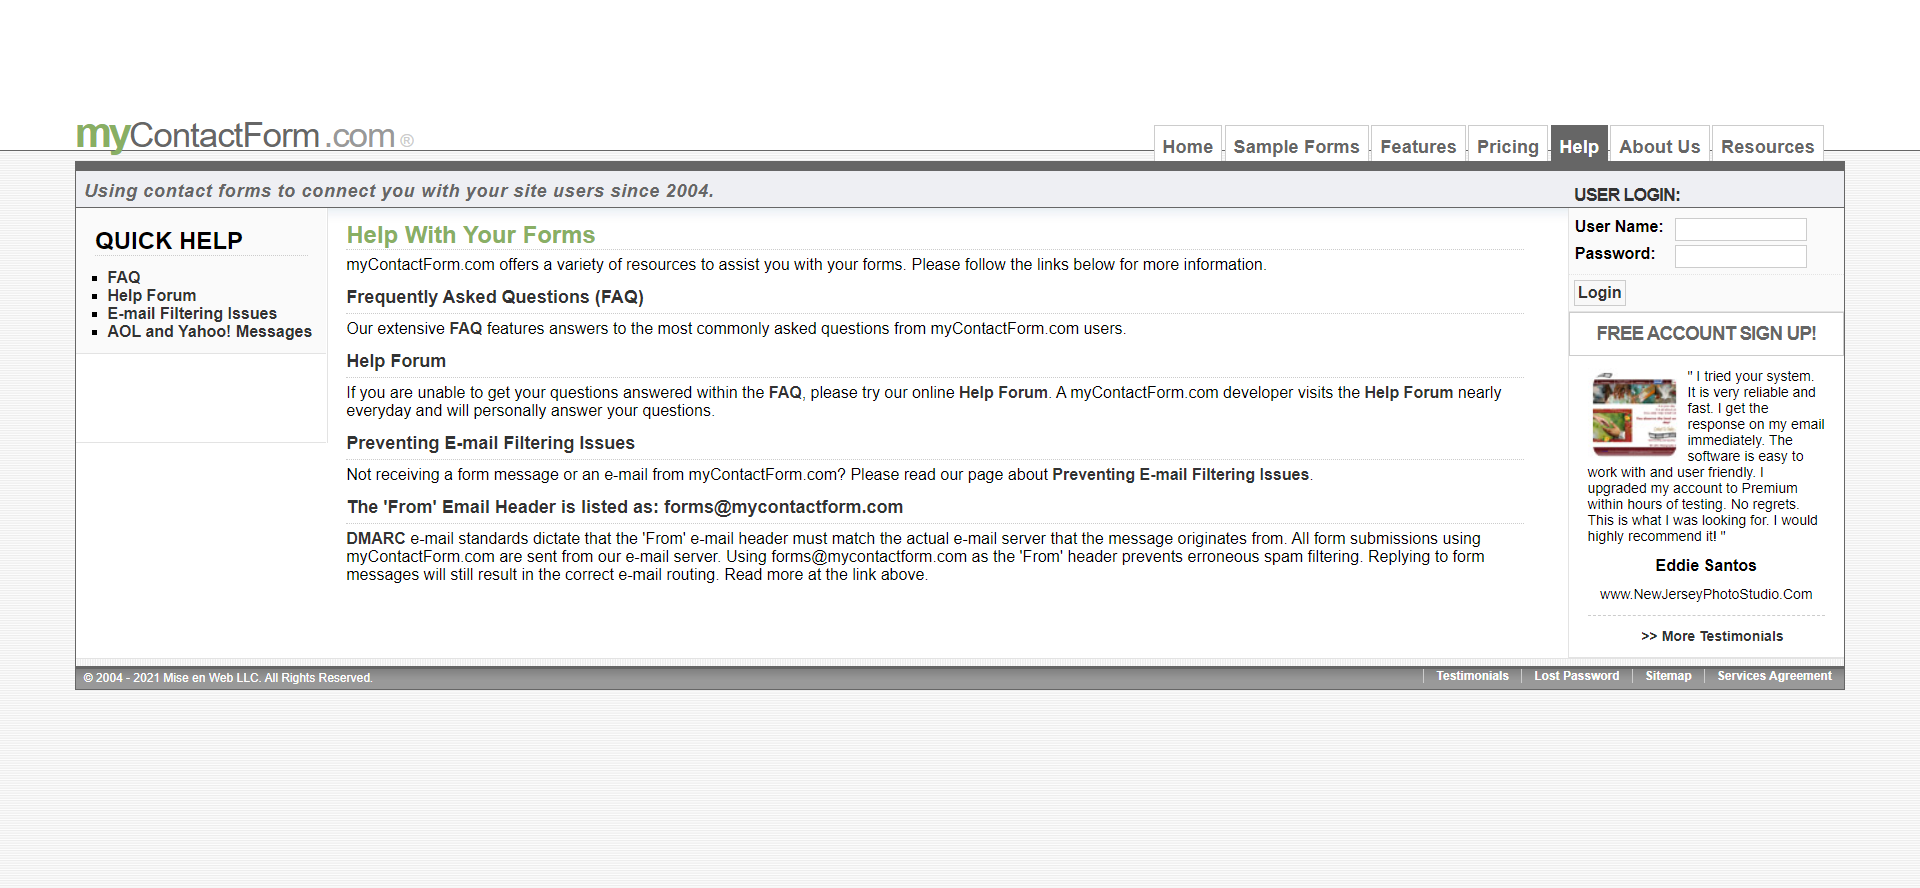 myContactForm.com®
Home
Sample Forms
Features
Pricing
Help
About Us
Resources
Using contact forms to connect you with your site users since 2004.
USER LOGIN:
QUICK HELP
FAQ
Help Forum
E-mail Filtering Issues
AOL and Yahoo! Messages
Help With Your Forms
myContactForm.com offers a variety of resources to assist you with your forms. Please follow the links below for more information.
Frequently Asked Questions (FAQ)
Our extensive FAQ features answers to the most commonly asked questions from myContactForm.com users.
Help Forum
If you are unable to get your questions answered within the FAQ, please try our online Help Forum. A myContactForm.com developer visits the Help Forum nearly
everyday and will personally answer your questions.
Preventing E-mail Filtering Issues
Not receiving a form message or an e-mail from myContactForm.com? Please read our page about Preventing E-mail Filtering Issues.
The 'From' Email Header is listed as: forms@mycontactform.com
DMARC e-mail standards dictate that the 'From' e-mail header must match the actual e-mail server that the message originates from. All form submissions using
myContactForm.com are sent from our e-mail server. Using forms@mycontactform.com as the 'From' header prevents erroneous spam filtering. Replying to form
messages will still result in the correct e-mail routing. Read more at the link above.
User Name:
Password:
Login
FREE ACCOUNT SIGN UP!
" I tried your system.
It is very reliable and
fast. I get the
response on my email
immediately. The
software is easy to
work with and user friendly. I
upgraded my account to Premium
within hours of testing. No regrets.
This is what I was looking for. I would
highly recommend it! "
Eddie Santos
www.NewJerseyPhotoStudio.Com
>> More Testimonials
© 2004 - 2021 Mise en Web LLC. All Rights Reserved.
Testimonials
Lost Password
Sitemap
Services Agreement